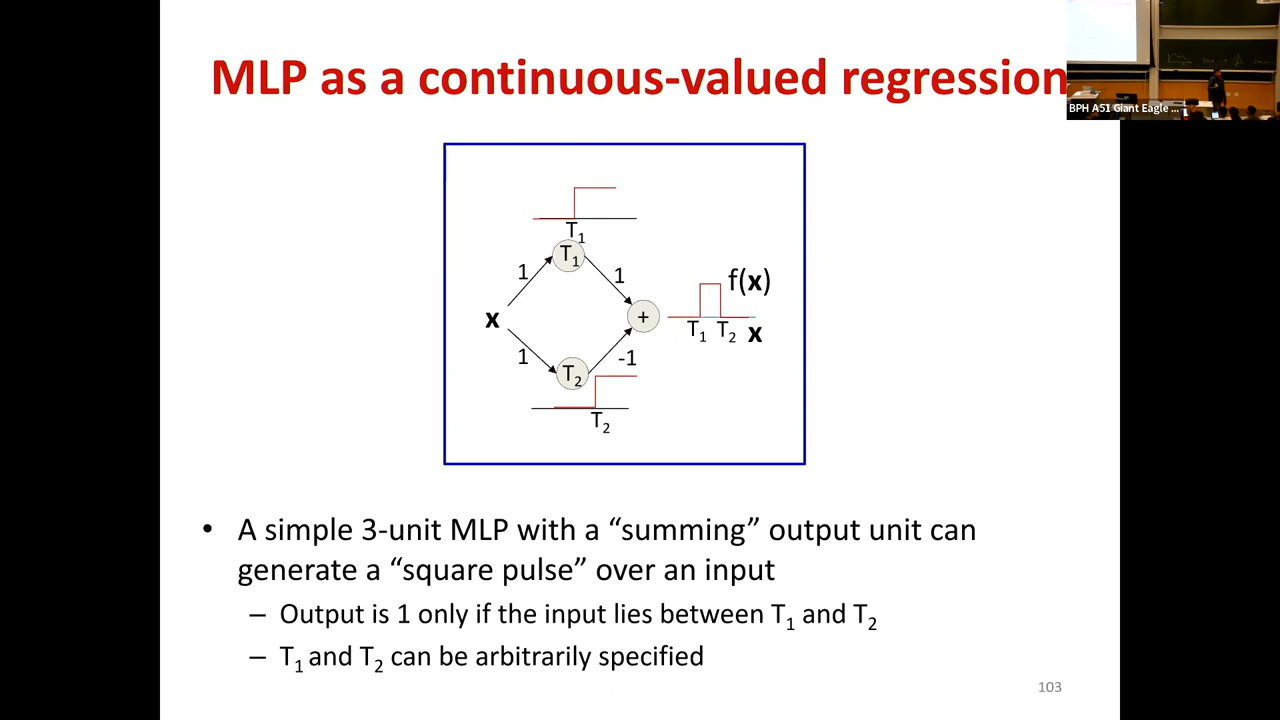 MLP as a continuous-valued regression
BPH A51 Giant Eagle ...
T1
T1
1
1
f(x)
x
+
T1 T2 x
1
-1
T2
T2
• A simple 3-unit MLP with a “summing” output unit can
generate a “square pulse” over an input
– Output is 1 only if the input lies between T1 and T2
– T1 and T2 can be arbitrarily specified
103